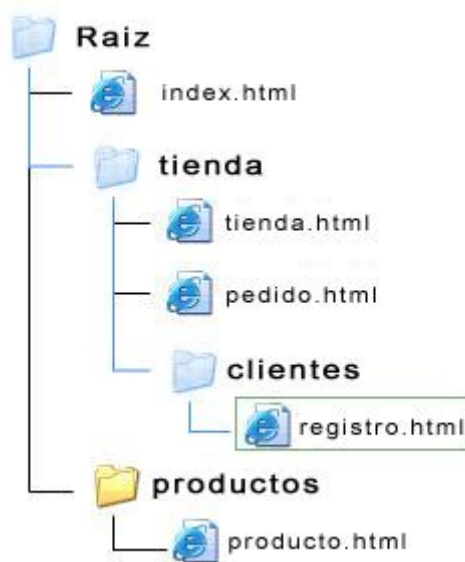 Raiz
index.html
tienda
tienda.html
pedido.html
clientes
registro.html
productos
producto.html